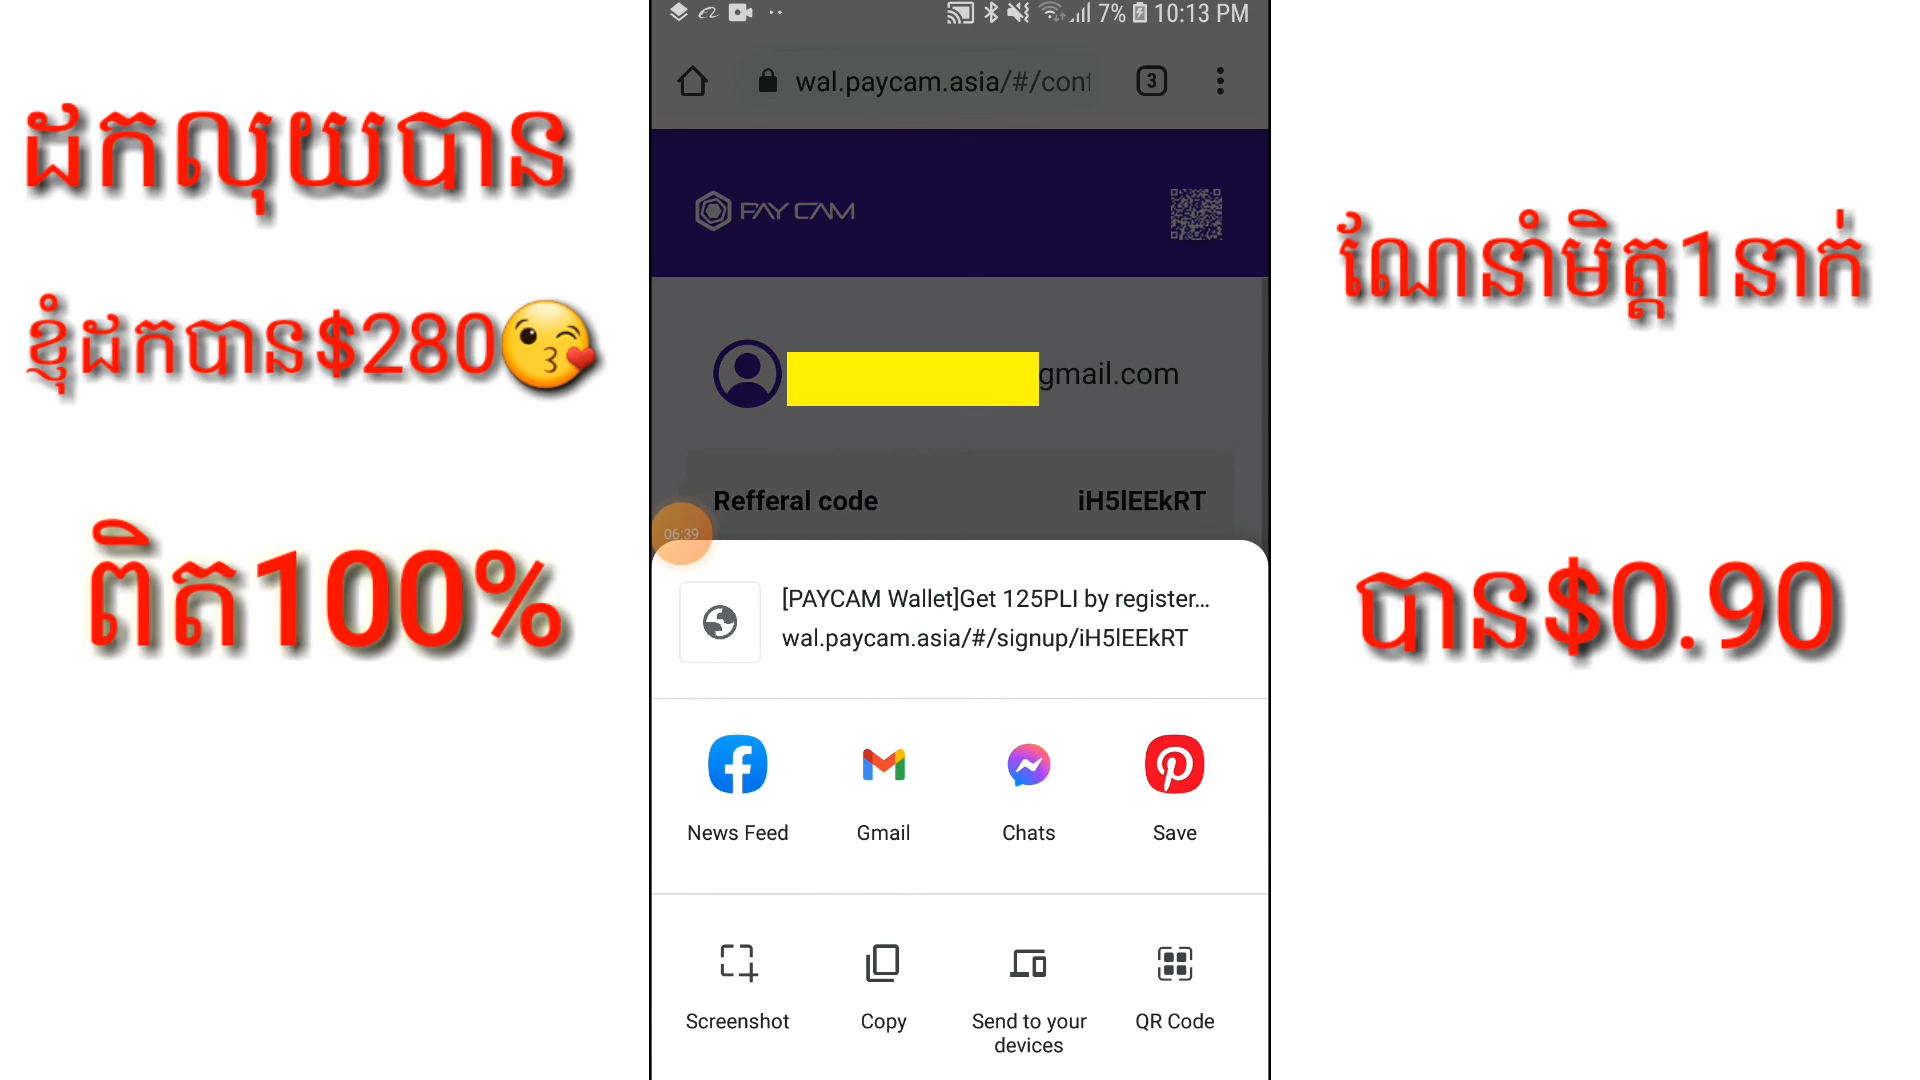 ដកលុយបាន
ខ្ញុំដកបាន$280😘
ពិត100%
7% 10:13 PM
wal.paycam.asia/#/conf
3
PAY CAM
gmail.com
Refferal code iH5lEEkRT
06:39
[PAYCAM Wallet]Get 125PLI by register...
wal.paycam.asia/#/signup/iH5lEEkRT
News Feed Gmail Chats Save
Screenshot Copy Send to your devices QR Code
ណែនាំមិត្ត1នាក់
បាន$0.90